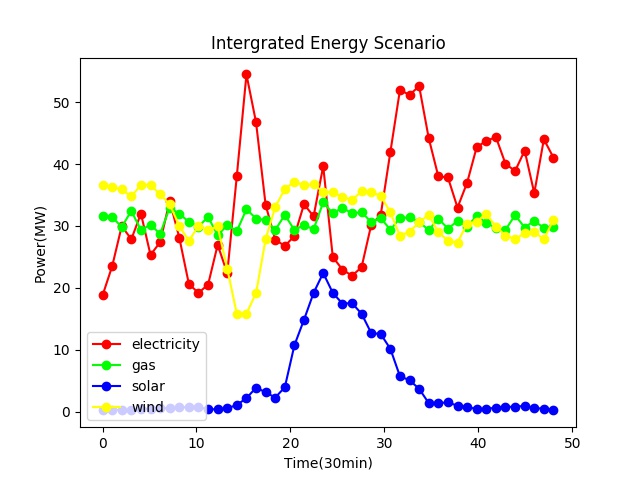 Intergrated Energy Scenario
Power(MW)
50
40
30
20
10
0
electricity
gas
solar
wind
0 10 20 30 40 50
Time(30min)